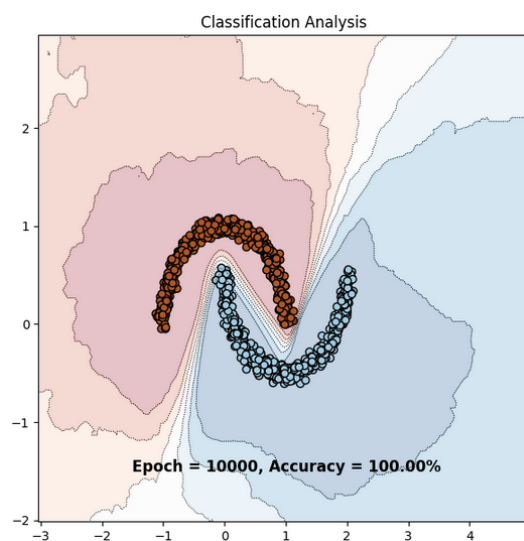 Classification Analysis
2
1
0
−1
−2
Epoch = 10000, Accuracy = 100.00%
−3 −2 −1 0 1 2 3 4